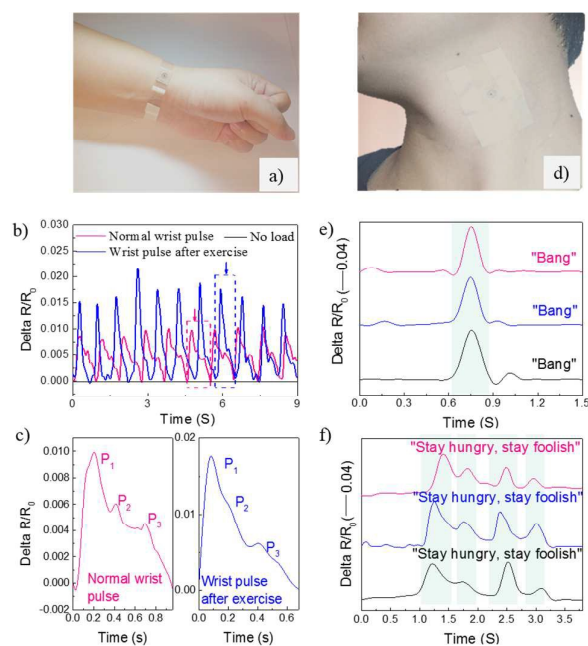 a)
d)
b)
Delta R/R0
0.030
0.025
0.020
0.015
0.010
0.005
0.000
Normal wrist pulse
No load
Wrist pulse after exercise
0
3
6
9
Time (S)
e)
Delta R/R0 (—0.04)
"Bang"
"Bang"
"Bang"
0.0
0.3
0.6
0.9
1.2
1.5
Time (S)
c)
Delta R/R0
0.010
0.008
0.006
0.004
0.002
0.000
-0.002
P1
P2
P3
Normal wrist
pulse
0.0
0.2
0.4
0.6
0.8
Time (s)
0.02
0.01
0.00
P1
P2
P3
Wrist pulse
after exercise
0.0
0.2
0.4
0.6
Time (s)
f)
Delta R/R0 (—0.04)
"Stay hungry, stay foolish"
"Stay hungry, stay foolish"
"Stay hungry, stay foolish"
0.0
0.5
1.0
1.5
2.0
2.5
3.0
3.5
Time (S)